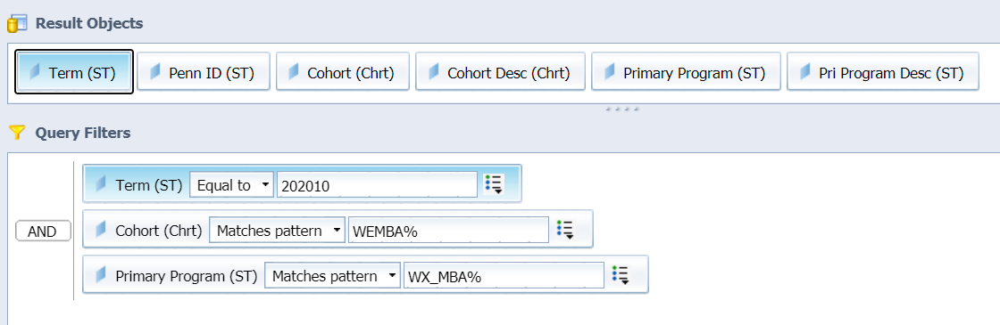 Result Objects
Term (ST) Penn ID (ST) Cohort (Chrt) Cohort Desc (Chrt) Primary Program (ST) Pri Program Desc (ST)
Query Filters
Term (ST) Equal to 202010
AND Cohort (Chrt) Matches pattern WEMBA%
Primary Program (ST) Matches pattern WX_MBA%